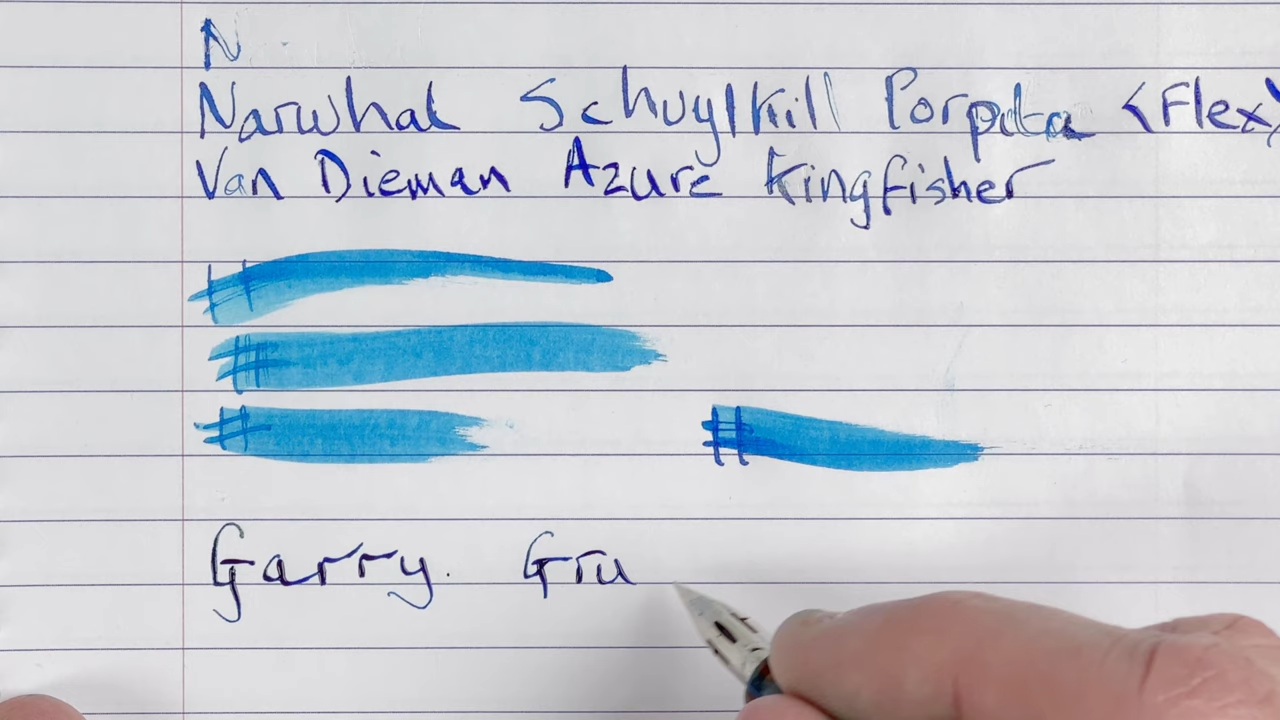 N
Narwhal Schuylkill Porpita <Flex>
Van Dieman Azure Kingfisher
Garry. Gru